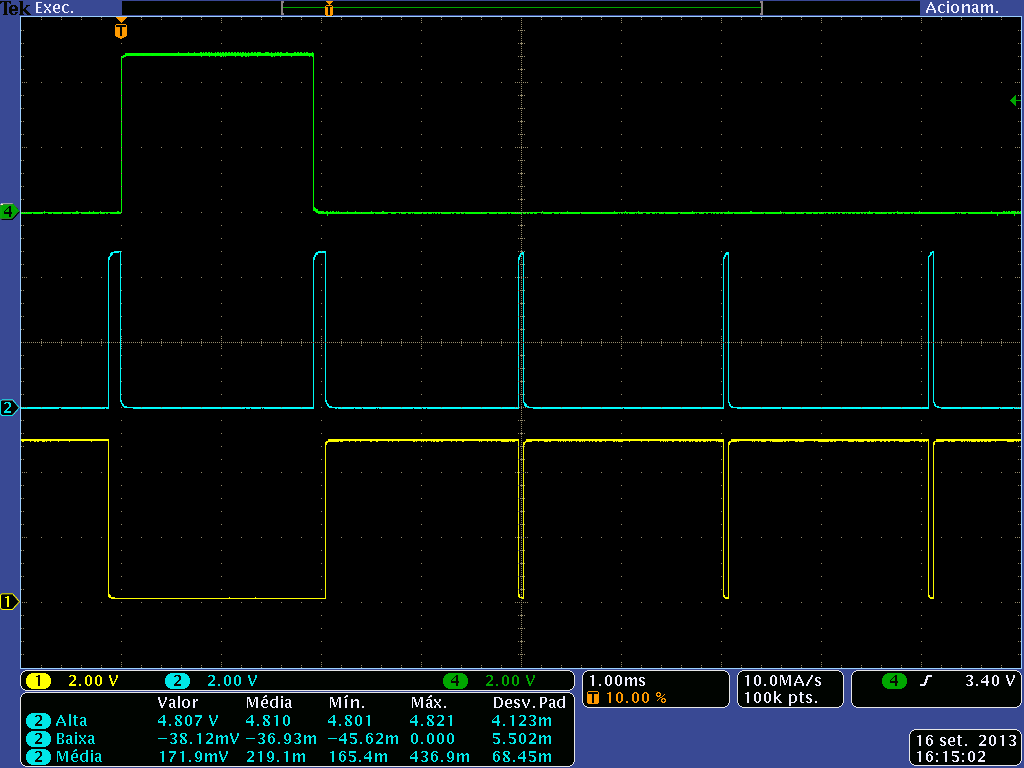 Tek Exec. T Acionam.
T
4
2
1
1 2.00 V 2 2.00 V 4 2.00 V
1.00ms
T 10.00 %
10.0MA/s
100k pts.
4 3.40 V
Valor Média Mín. Máx. Desv.Pad
2 Alta 4.807 V 4.810 4.801 4.821 4.123m
2 Baixa −38.12mV −36.93m −45.62m 0.000 5.502m
2 Média 171.9mV 219.1m 165.4m 436.9m 68.45m
16 set. 2013
16:15:02